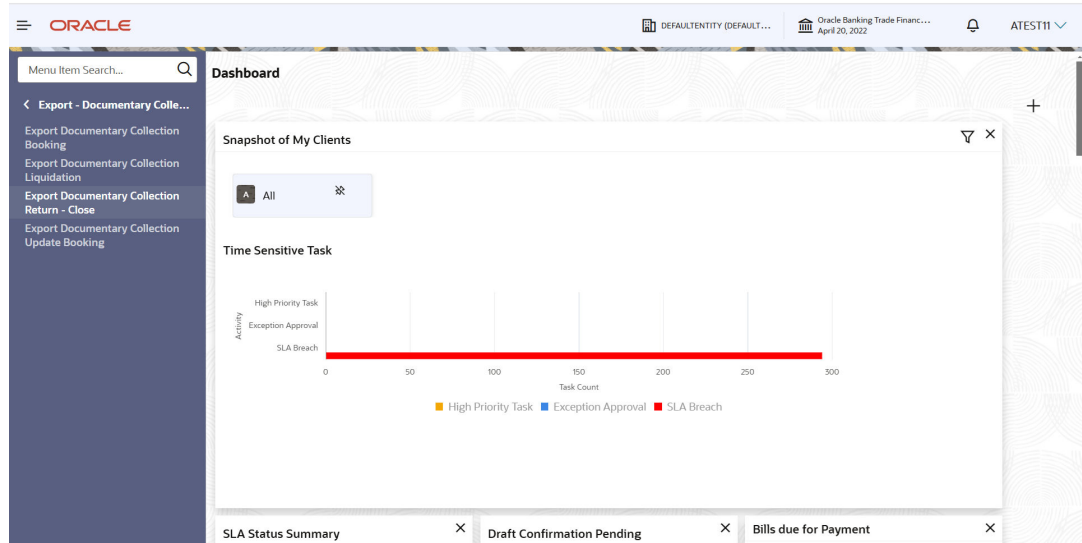 ORACLE
DEFAULTENTITY (DEFAULT...
Oracle Banking Trade Financ...
April 20, 2022
ATEST11
Menu Item Search...
Export - Documentary Colle...
Export Documentary Collection
Booking
Export Documentary Collection
Liquidation
Export Documentary Collection
Return - Close
Export Documentary Collection
Update Booking
Dashboard
Snapshot of My Clients
A All
Time Sensitive Task
Activity
High Priority Task
Exception Approval
SLA Breach
0 50 100 150 200 250 300
Task Count
High Priority Task Exception Approval SLA Breach
SLA Status Summary
Draft Confirmation Pending
Bills due for Payment